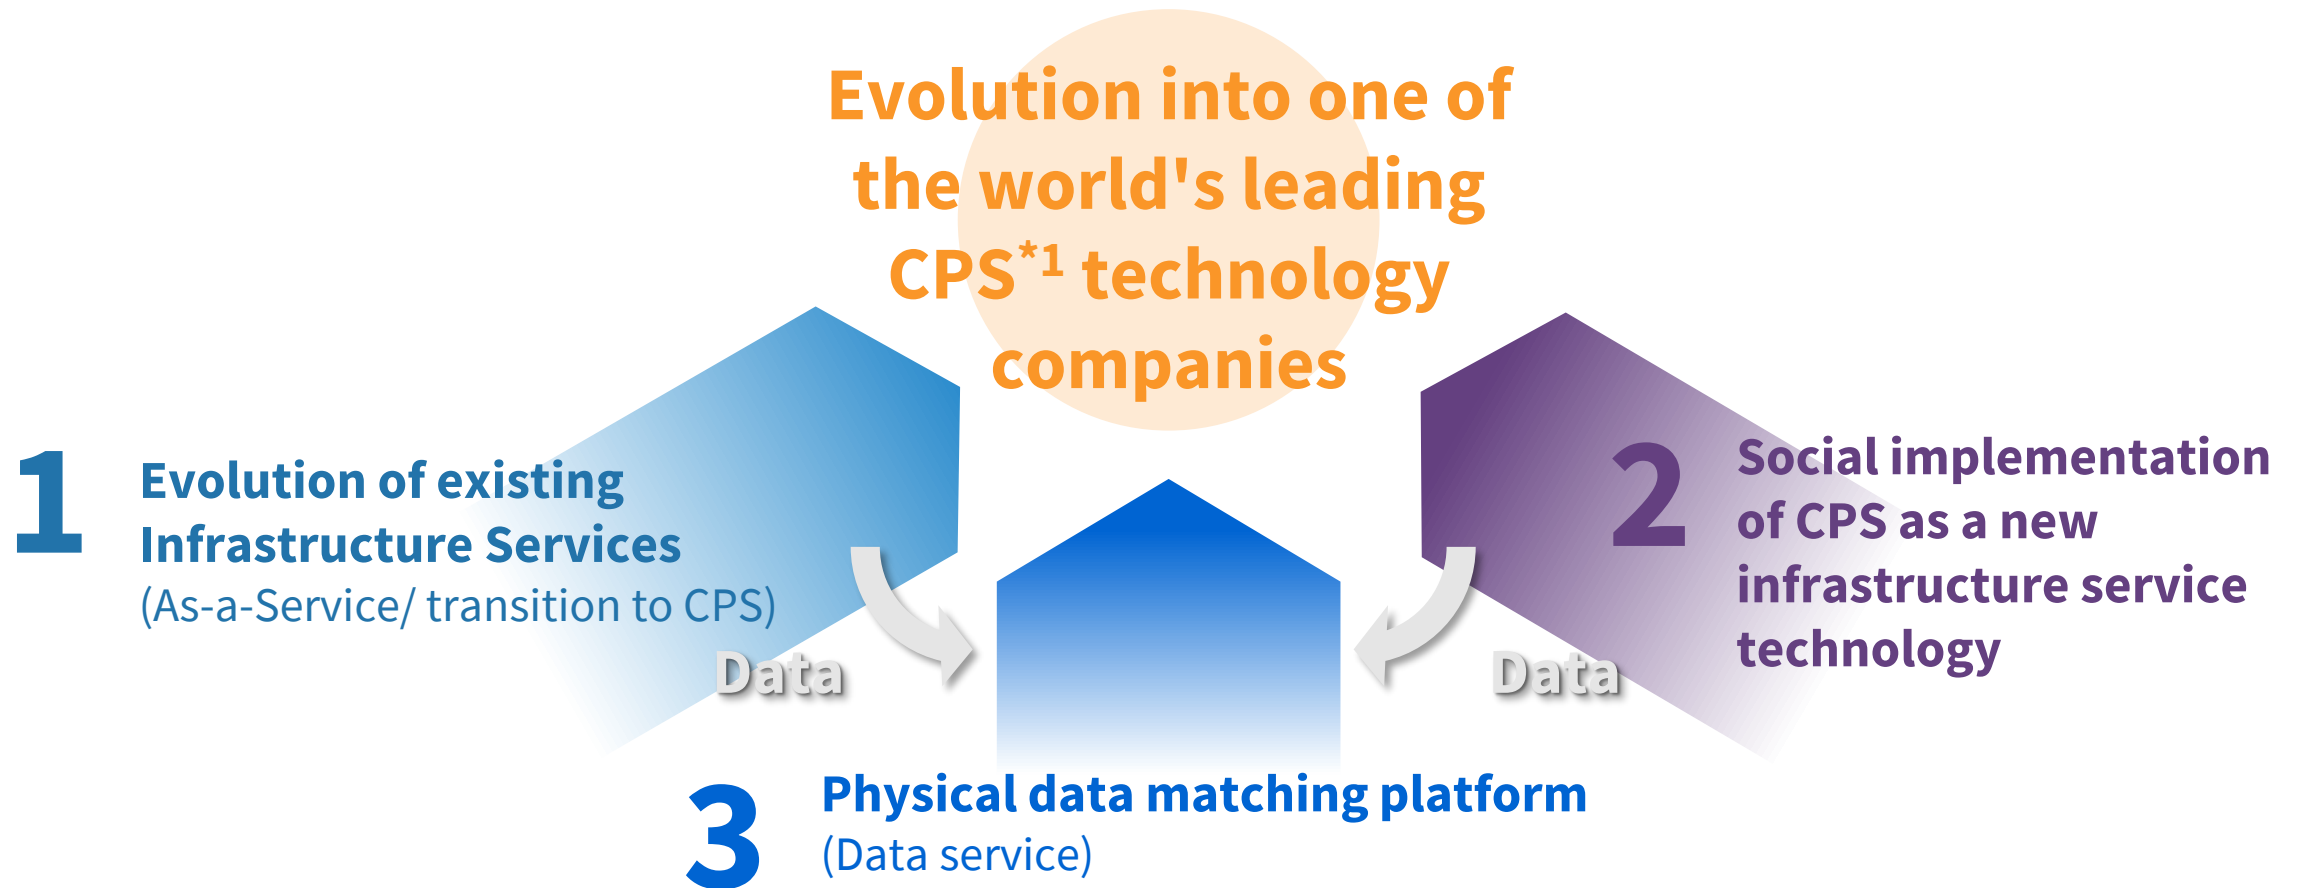 Evolution into one of
the world's leading
CPS*1 technology
companies
1
Evolution of existing
Infrastructure Services
(As-a-Service/ transition to CPS)
Data
2
Social implementation
of CPS as a new
infrastructure service
technology
Data
3
Physical data matching platform
(Data service)